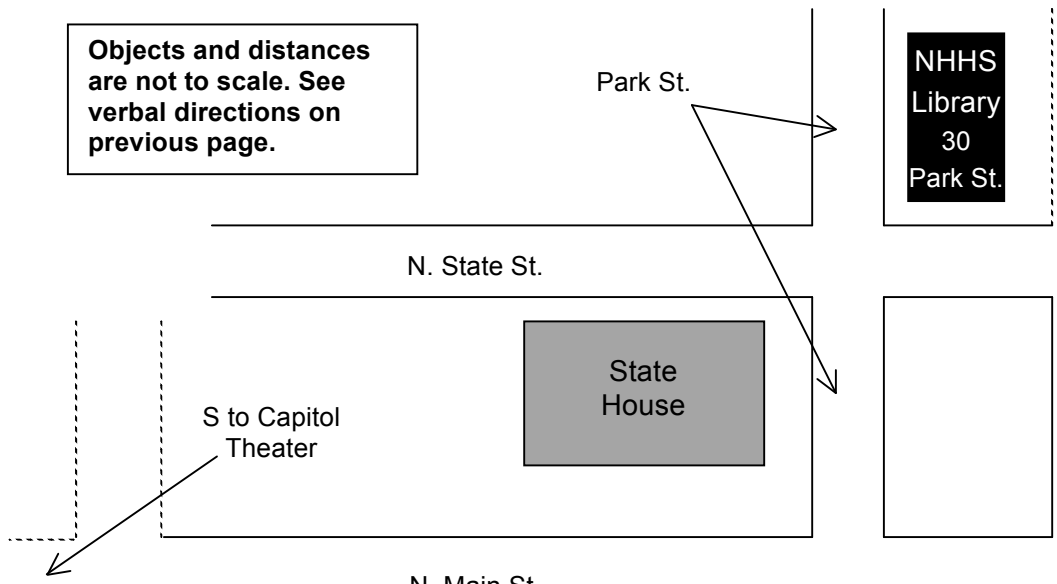 Objects and distances
are not to scale. See
verbal directions on
previous page.
Park St.
NHHS
Library
30
Park St.
N. State St.
State
House
S to Capitol
Theater
N. Main St.